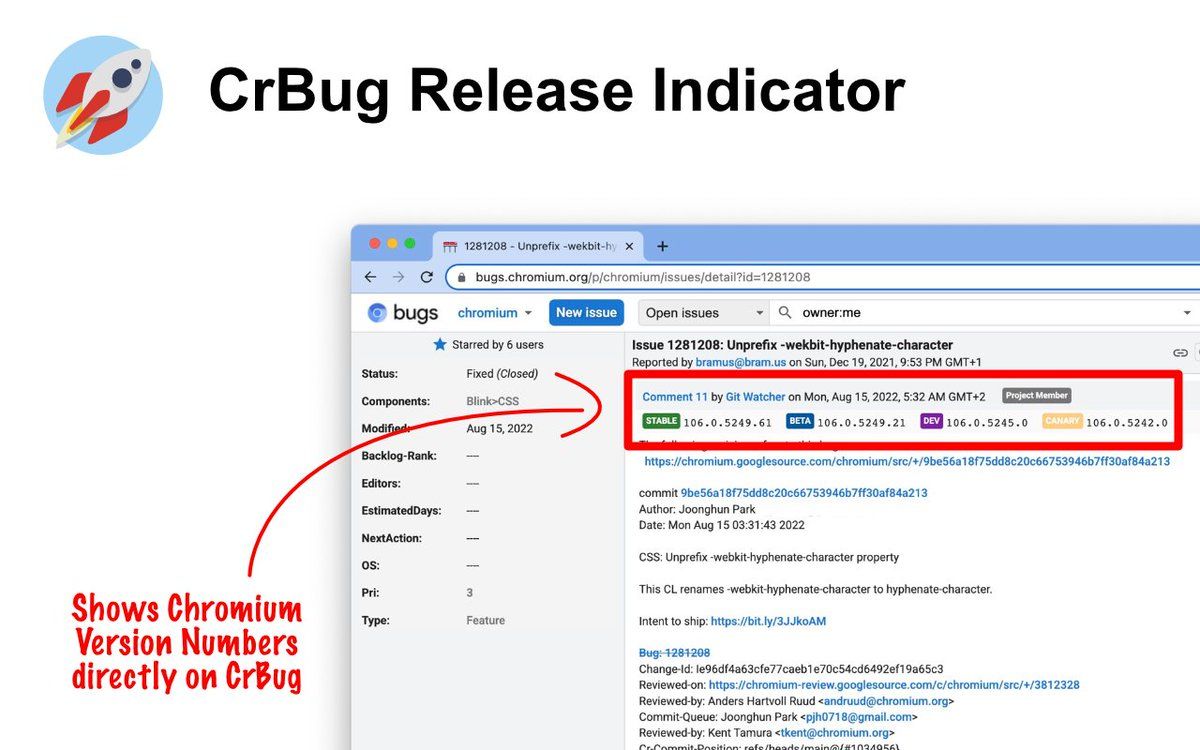 CrBug Release Indicator
1281208 - Unprefix -wekbit-hy
bugs.chromium.org/p/chromium/issues/detail?id=1281208
bugs chromium New issue Open issues owner:me
Starred by 6 users
Status: Fixed (Closed)
Components: Blink>CSS
Modified: Aug 15, 2022
Backlog-Rank: ----
Editors: ----
EstimatedDays: ----
NextAction: ----
OS: ----
Pri: 3
Type: Feature
Issue 1281208: Unprefix -wekbit-hyphenate-character
Reported by bramus@bram.us on Sun, Dec 19, 2021, 9:53 PM GMT+1
Comment 11 by Git Watcher on Mon, Aug 15, 2022, 5:32 AM GMT+2 Project Member
STABLE 106.0.5249.61 BETA 106.0.5249.21 DEV 106.0.5245.0 CANARY 106.0.5242.0
https://chromium.googlesource.com/chromium/src/+/9be56a18f75dd8c20c66753946b7ff30af84a213
commit 9be56a18f75dd8c20c66753946b7ff30af84a213
Author: Joonghun Park
Date: Mon Aug 15 03:31:43 2022
CSS: Unprefix -webkit-hyphenate-character property
This CL renames -webkit-hyphenate-character to hyphenate-character.
Intent to ship: https://bit.ly/3JJkoAM
Bug: 1281208
Change-Id: Ie96df4a63cfe77caeb1e70c54cd6492ef19a65c3
Reviewed-on: https://chromium-review.googlesource.com/c/chromium/src/+/3812328
Reviewed-by: Anders Hartvoll Ruud <andruud@chromium.org>
Commit-Queue: Joonghun Park <pjh0718@gmail.com>
Reviewed-by: Kent Tamura <tkent@chromium.org>
Cr-Commit-Position: refs/heads/main@{#1034956}
Shows Chromium
Version Numbers
directly on CrBug